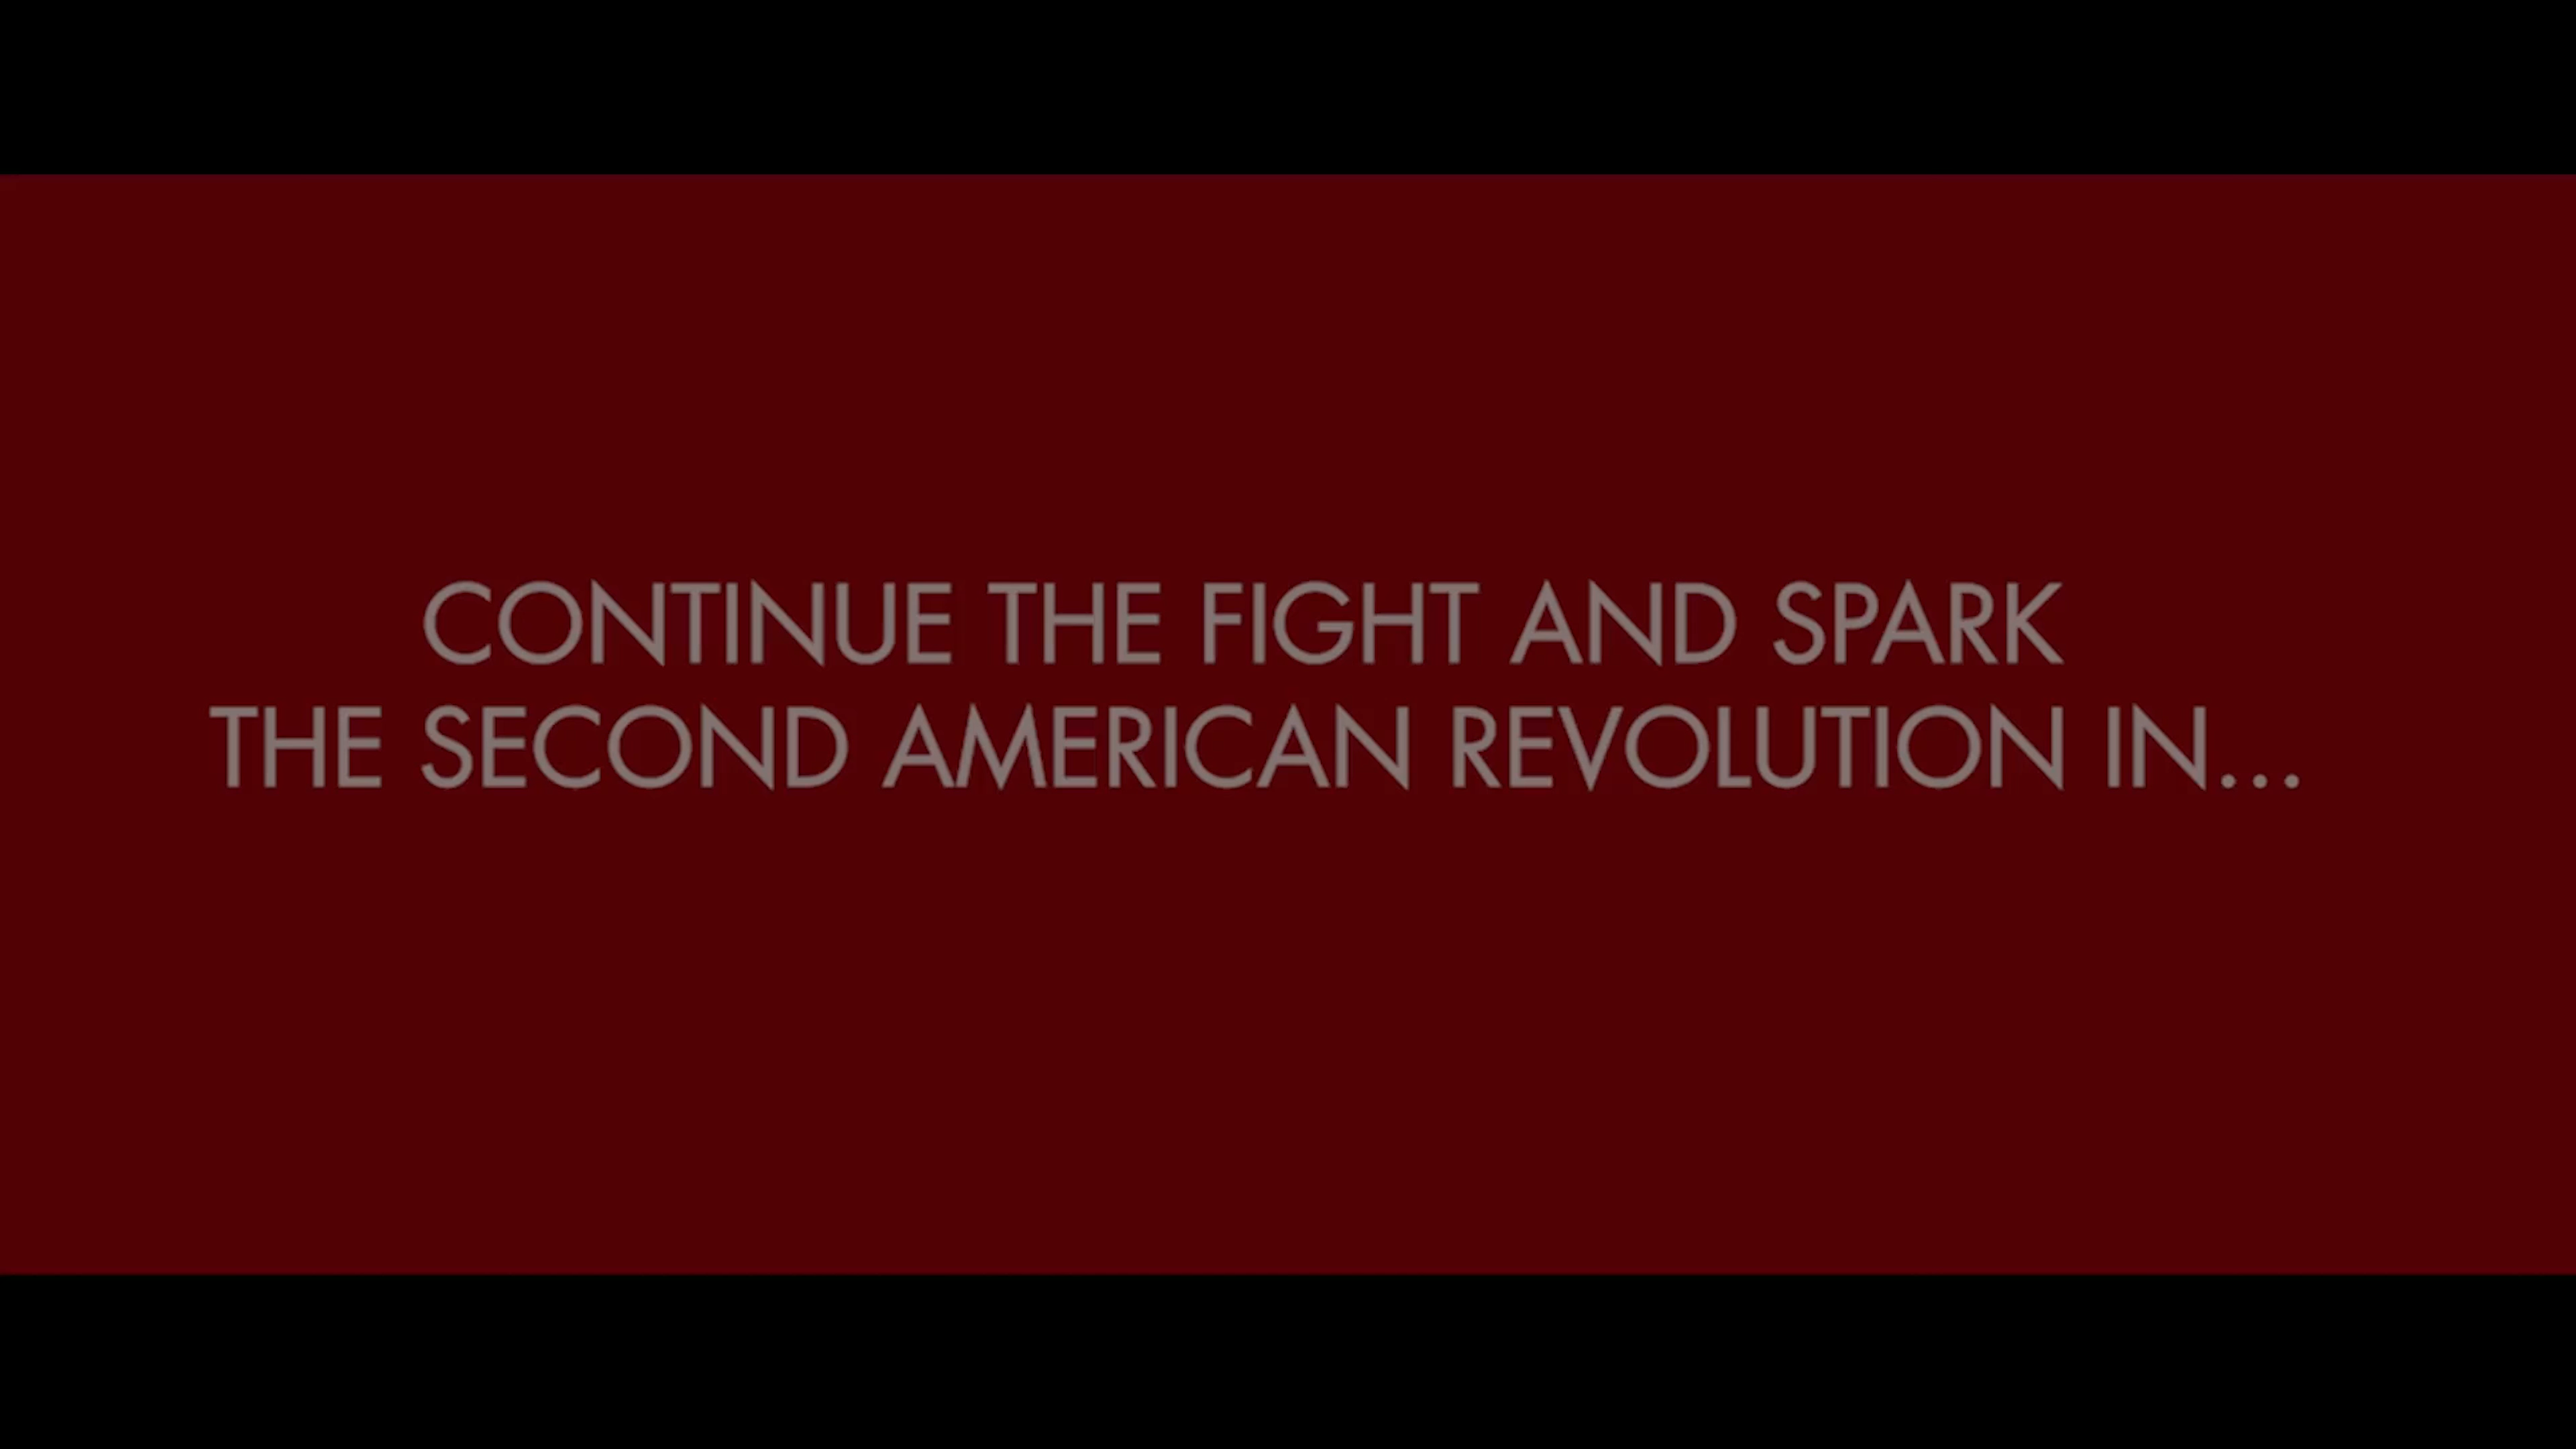 CONTINUE THE FIGHT AND SPARK
THE SECOND AMERICAN REVOLUTION IN...